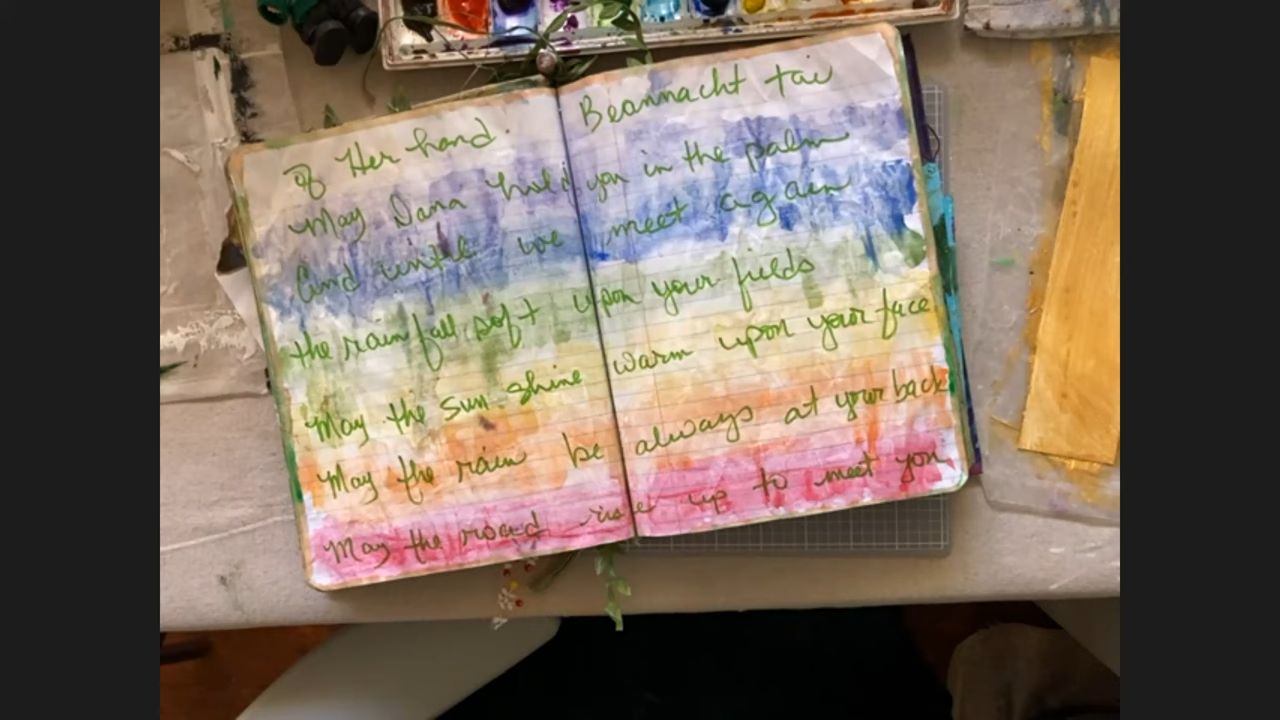 of Her hand. Beannacht
May Dana hold you in the palm
And until we meet again
the rain fall soft upon your fields
May the sun shine warm upon your face
May the rain be always at your back
May the road rise up to meet you